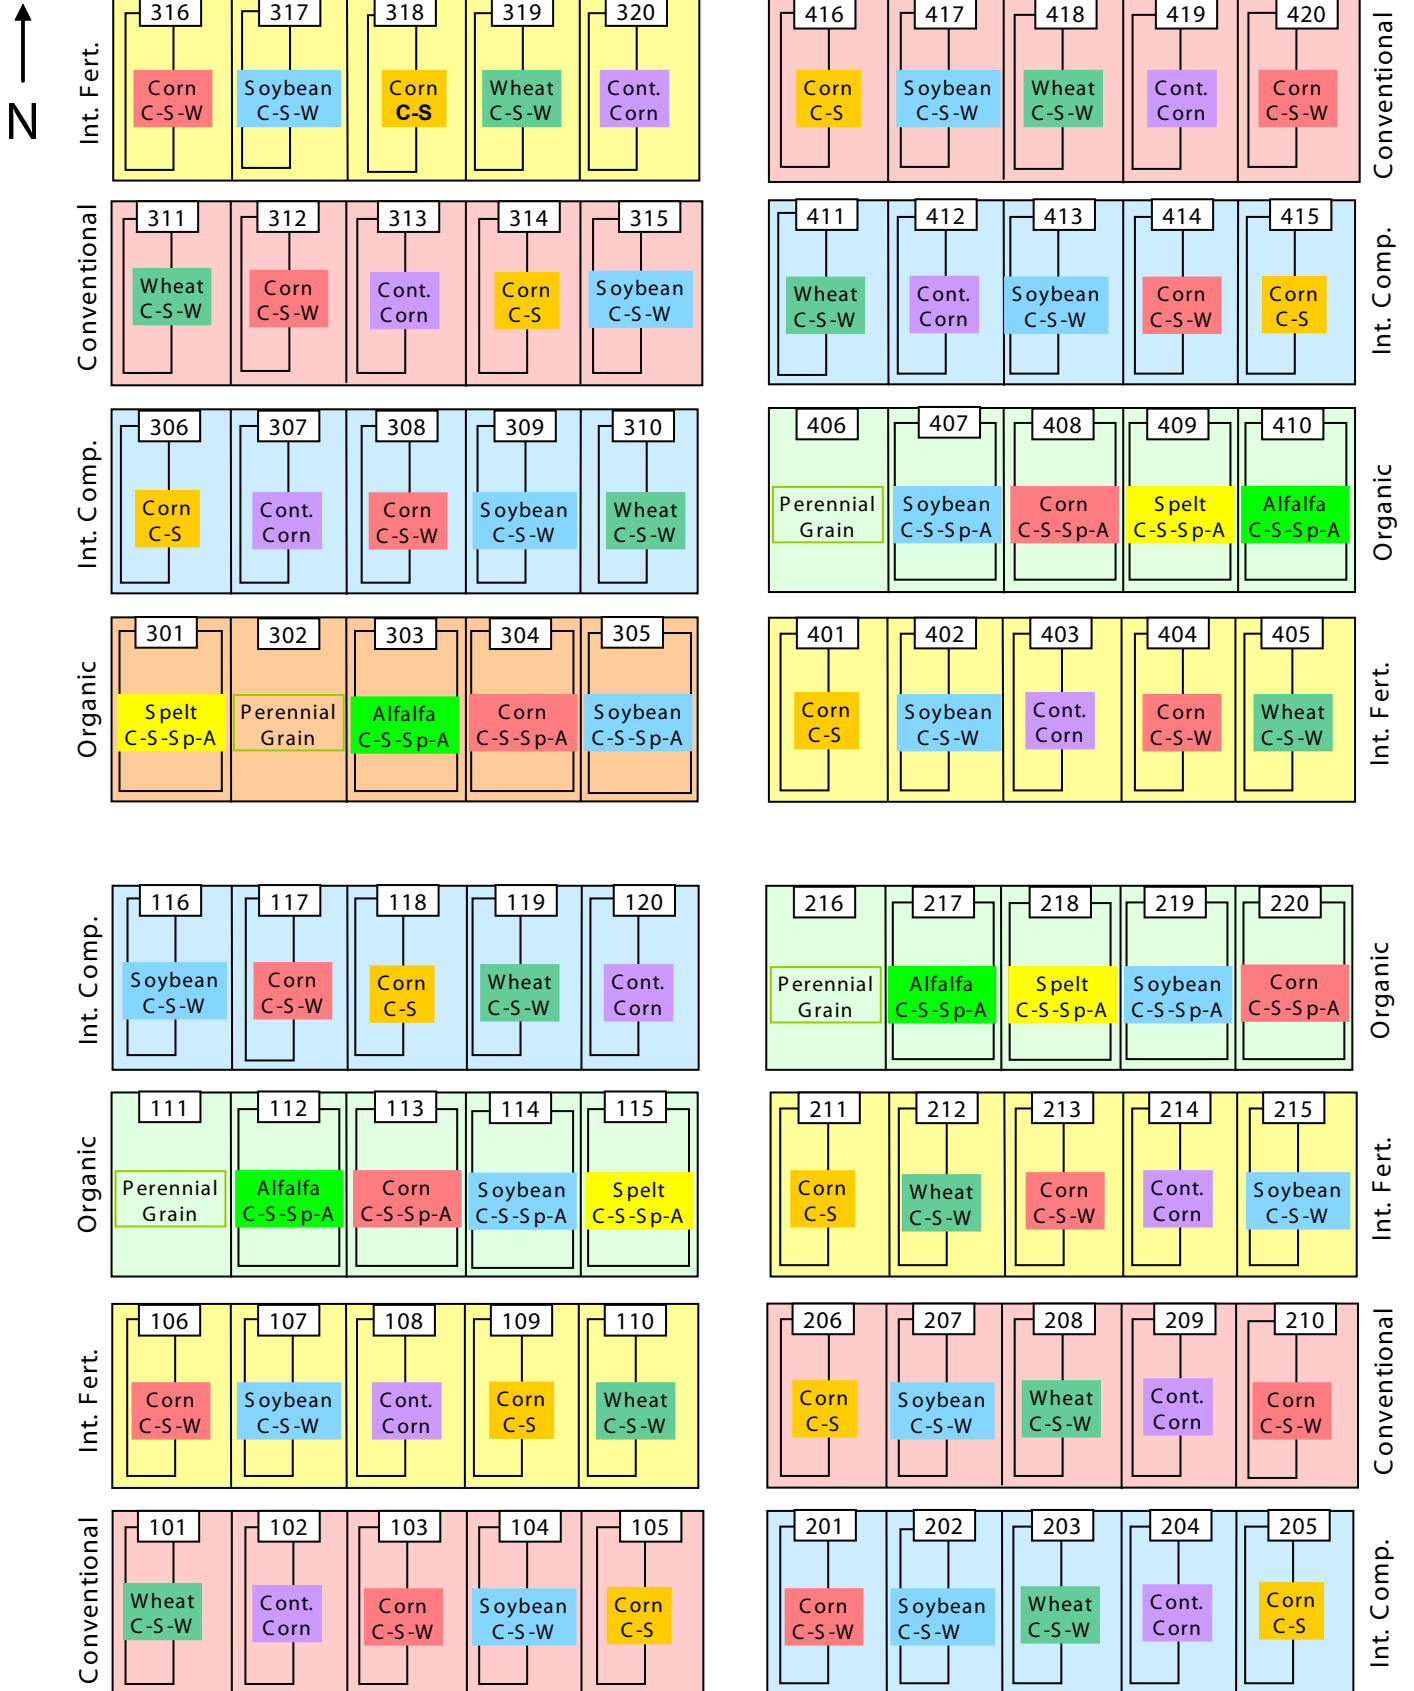 316 317 318 319 320
Corn Soybean Corn Wheat Cont.
C-S-W C-S-W C-S C-S-W Corn
Int. Fert.
N
416 417 418 419 420
Corn Soybean Wheat Cont. Corn
C-S C-S-W C-S-W Corn C-S-W
Conventional
311 312 313 314 315
Wheat Corn Cont. Corn Soybean
C-S-W C-S-W Corn C-S C-S-W
Conventional
411 412 413 414 415
Wheat Cont. Soybean Corn Corn
C-S-W Corn C-S-W C-S-W C-S
Int. Comp.
306 307 308 309 310
Corn Cont. Corn Soybean Wheat
C-S Corn C-S-W C-S-W C-S-W
Int. Comp.
406 407 408 409 410
Perennial Soybean Corn Spelt Alfalfa
Grain C-S-Sp-A C-S-Sp-A C-S-Sp-A C-S-Sp-A
Organic
301 302 303 304 305
Spelt Perennial Alfalfa Corn Soybean
C-S-Sp-A Grain C-S-Sp-A C-S-Sp-A C-S-Sp-A
Organic
401 402 403 404 405
Corn Soybean Cont. Corn Wheat
C-S C-S-W Corn C-S-W C-S-W
Int. Fert.
116 117 118 119 120
Soybean Corn Corn Wheat Cont.
C-S-W C-S-W C-S C-S-W Corn
Int. Comp.
216 217 218 219 220
Perennial Alfalfa Spelt Soybean Corn
Grain C-S-Sp-A C-S-Sp-A C-S-Sp-A C-S-Sp-A
Organic
111 112 113 114 115
Perennial Alfalfa Corn Soybean Spelt
Grain C-S-Sp-A C-S-Sp-A C-S-Sp-A C-S-Sp-A
Organic
211 212 213 214 215
Corn Wheat Corn Cont. Soybean
C-S C-S-W C-S-W Corn C-S-W
Int. Fert.
106 107 108 109 110
Corn Soybean Cont. Corn Wheat
C-S-W C-S-W Corn C-S C-S-W
Int. Fert.
206 207 208 209 210
Corn Soybean Wheat Cont. Corn
C-S C-S-W C-S-W Corn C-S-W
Conventional
101 102 103 104 105
Wheat Cont. Corn Soybean Corn
C-S-W Corn C-S-W C-S-W C-S
Conventional
201 202 203 204 205
Corn Soybean Wheat Cont. Corn
C-S-W C-S-W C-S-W Corn C-S
Int. Comp.